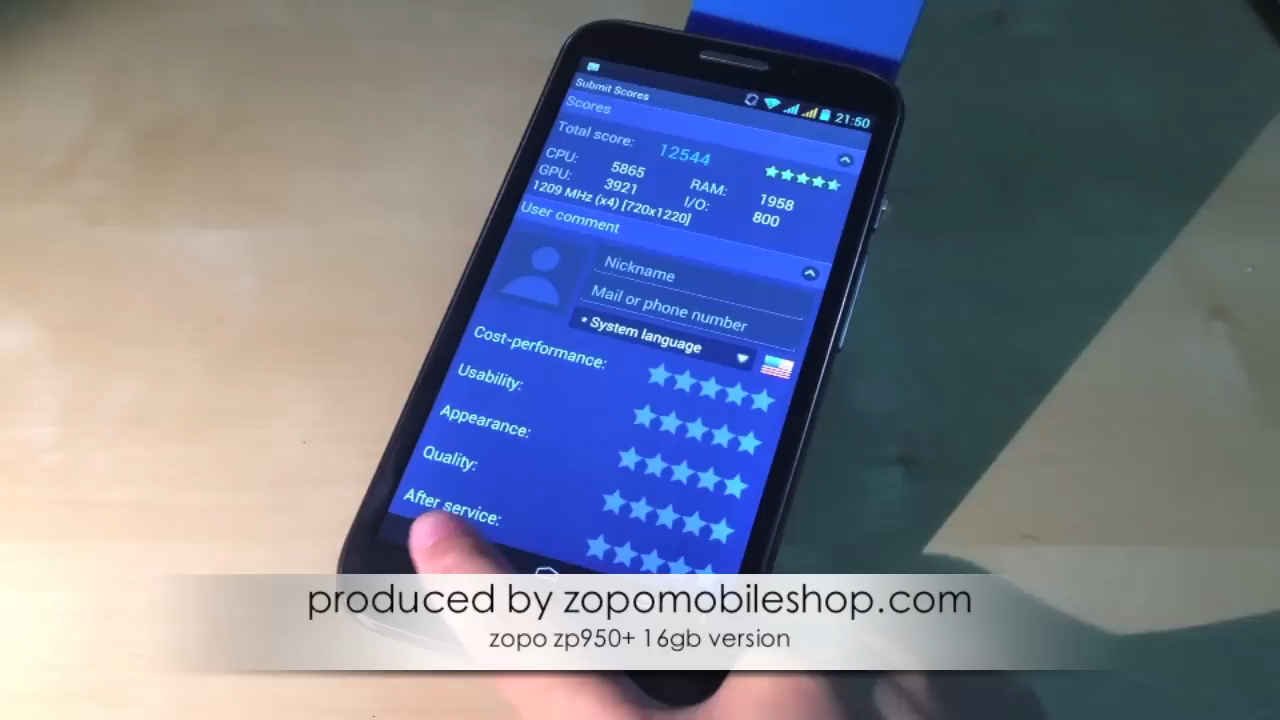 Submit Scores
21:50
Scores
Total score: 12544
CPU: 5865 RAM: 1958
GPU: 3921 I/O: 800
1209 MHz (x4) [720x1220]
User comment
Nickname
Mail or phone number
* System language
Cost-performance:
Usability:
Appearance:
Quality:
After service:
produced by zopomobileshop.com
zopo zp950+ 16gb version